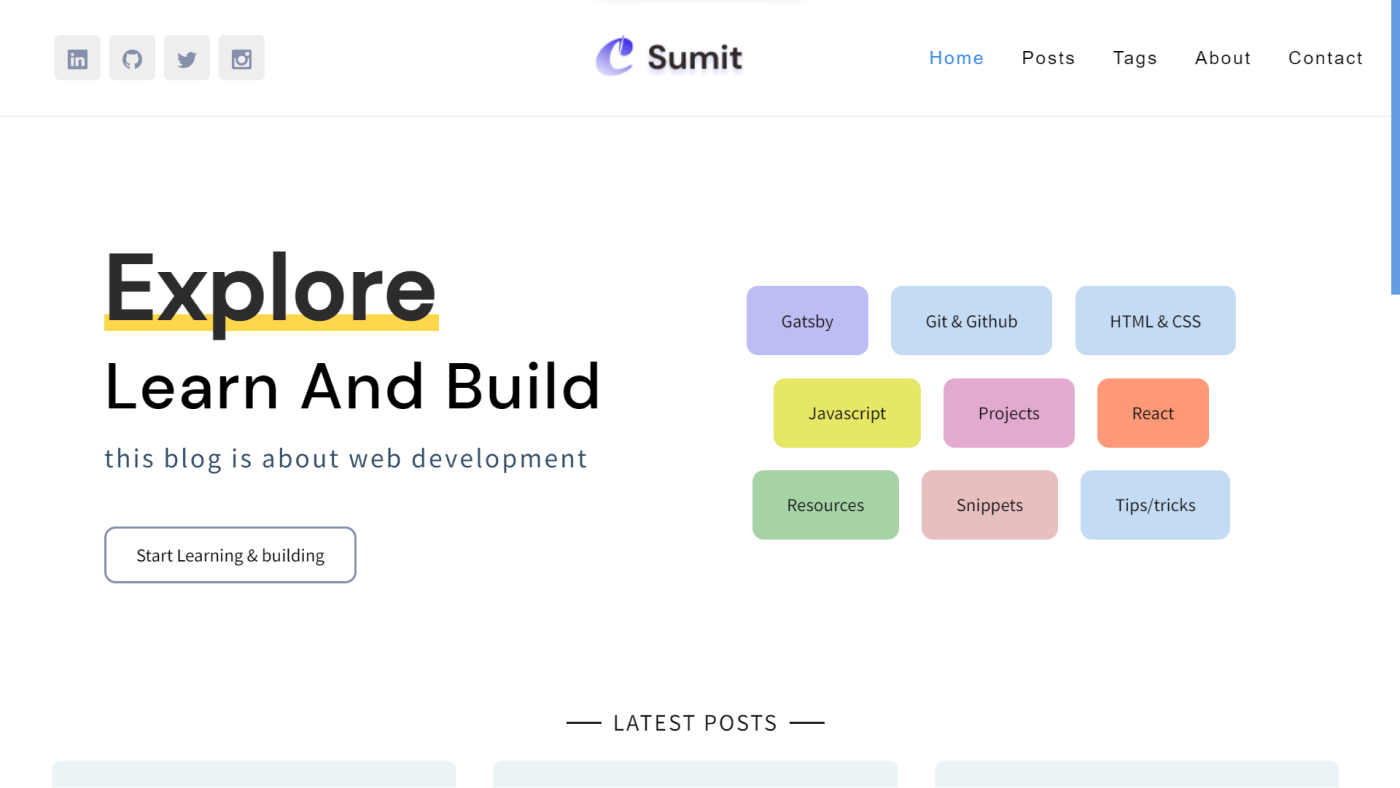 Sumit
Home Posts Tags About Contact
Explore
Learn And Build
this blog is about web development
Start Learning & building
Gatsby Git & Github HTML & CSS
Javascript Projects React
Resources Snippets Tips/tricks
LATEST POSTS